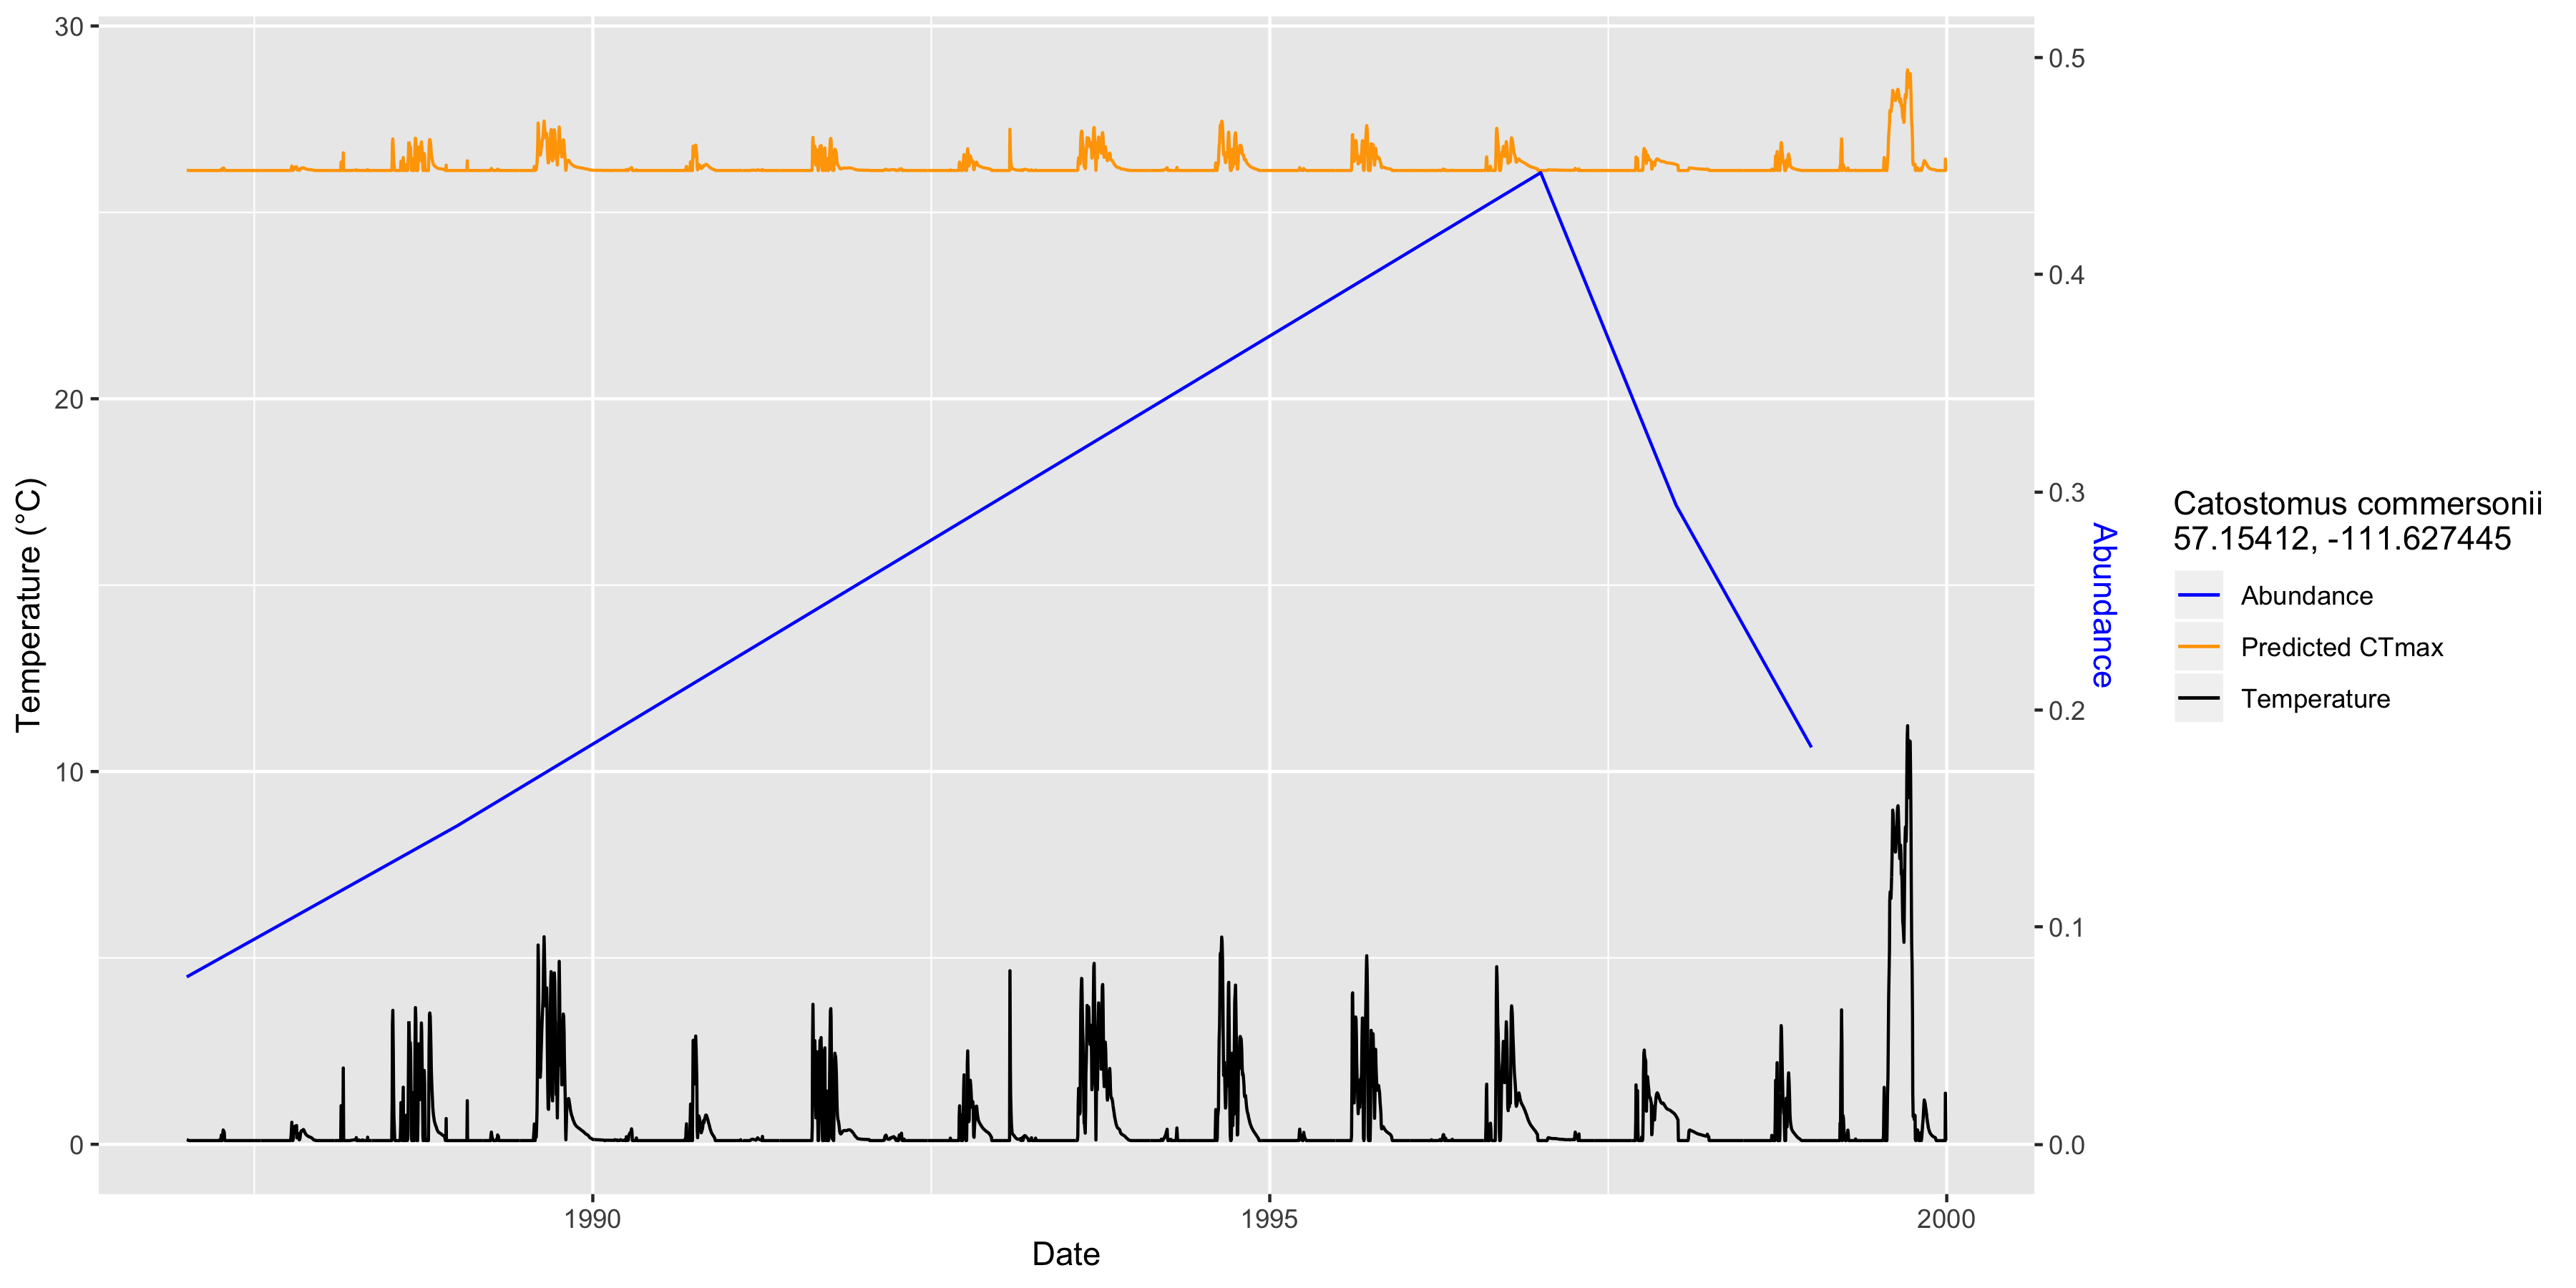 30
20
10
0
Temperature (°C)
1990
1995
2000
Date
0.5
0.4
0.3
0.2
0.1
0.0
Abundance
Catostomus commersonii
57.15412, -111.627445
Abundance
Predicted CTmax
Temperature